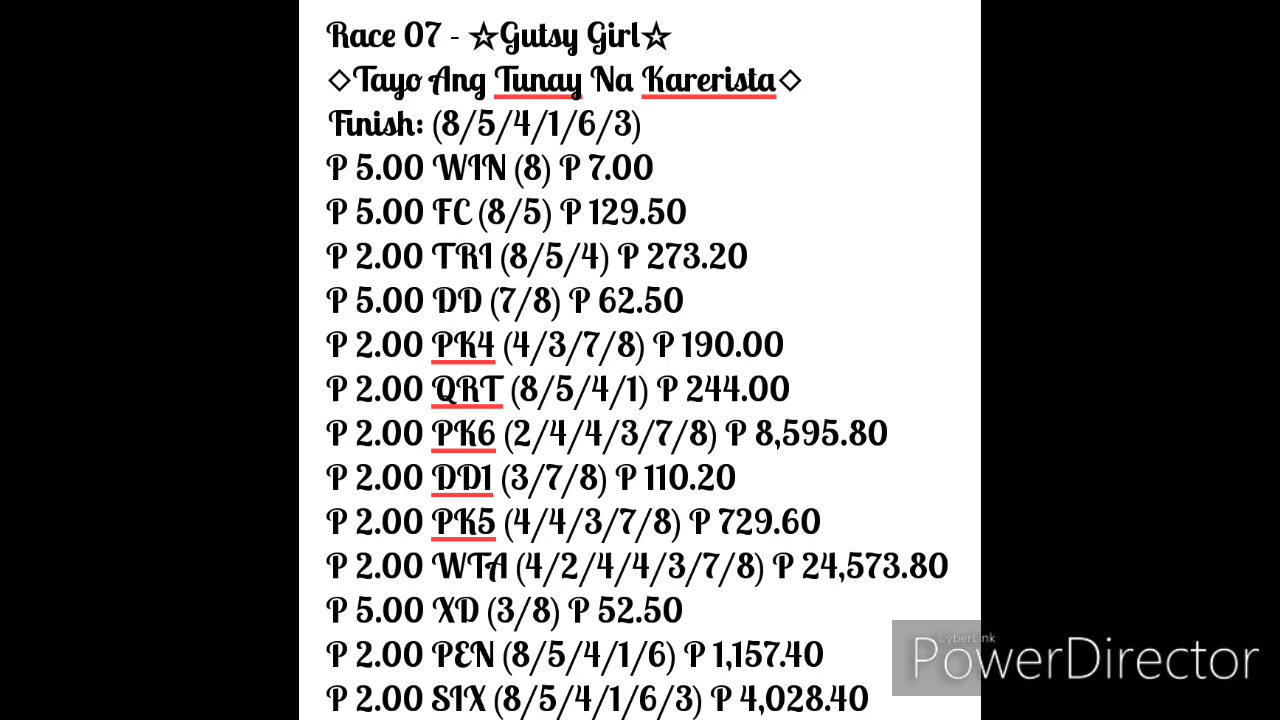 Race 07 - ☆Gutsy Girl☆
◇Tayo Ang Tunay Na Karerista◇
Finish: (8/5/4/1/6/3)
P 5.00 WIN (8) P 7.00
P 5.00 FC (8/5) P 129.50
P 2.00 TRI (8/5/4) P 273.20
P 5.00 DD (7/8) P 62.50
P 2.00 PK4 (4/3/7/8) P 190.00
P 2.00 QRT (8/5/4/1) P 244.00
P 2.00 PK6 (2/4/4/3/7/8) P 8,595.80
P 2.00 DD1 (3/7/8) P 110.20
P 2.00 PK5 (4/4/3/7/8) P 729.60
P 2.00 WTA (4/2/4/4/3/7/8) P 24,573.80
P 5.00 XD (3/8) P 52.50
P 2.00 PEN (8/5/4/1/6) P 1,157.40
P 2.00 SIX (8/5/4/1/6/3) P 4,028.40
CyberLink
PowerDirector